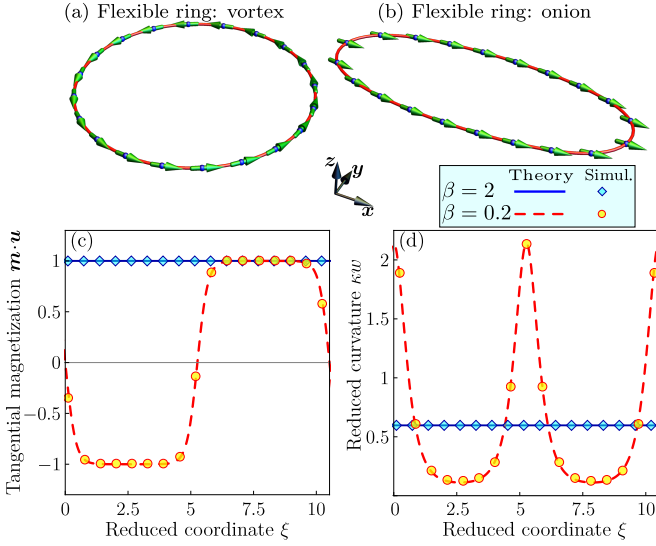 (a) Flexible ring: vortex
(b) Flexible ring: onion
z
y
x
Theory Simul.
β = 2
β = 0.2
(c)
Tangential magnetization m·u
1
0.5
0
−0.5
−1
0 2.5 5 7.5 10
Reduced coordinate ξ
(d)
Reduced curvature κw
2
1.5
1
0.5
0 2.5 5 7.5 10
Reduced coordinate ξ